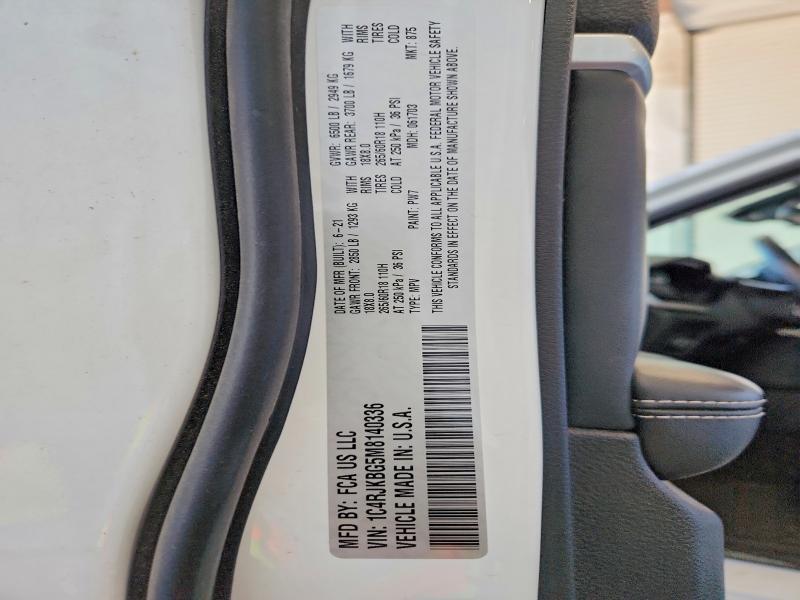 MFD BY: FCA US LLC
VIN: 1C4RJKBG5M8140336
VEHICLE MADE IN: U.S.A.
DATE OF MFR (BUILT): 6-21
GVWR: 6500 LB / 2949 KG
GAWR FRONT: 2850 LB / 1293 KG WITH
GAWR REAR: 3700 LB / 1679 KG WITH
18X8.0 RIMS
18X8.0 RIMS
265/60R18 110H TIRES
265/60R18 110H TIRES
AT 250 kPa / 36 PSI COLD
AT 250 kPa / 36 PSI COLD
TYPE: MPV PAINT: PW7 MDH: 061703 MKT: 875
THIS VEHICLE CONFORMS TO ALL APPLICABLE U.S.A. FEDERAL MOTOR VEHICLE SAFETY
STANDARDS IN EFFECT ON THE DATE OF MANUFACTURE SHOWN ABOVE.